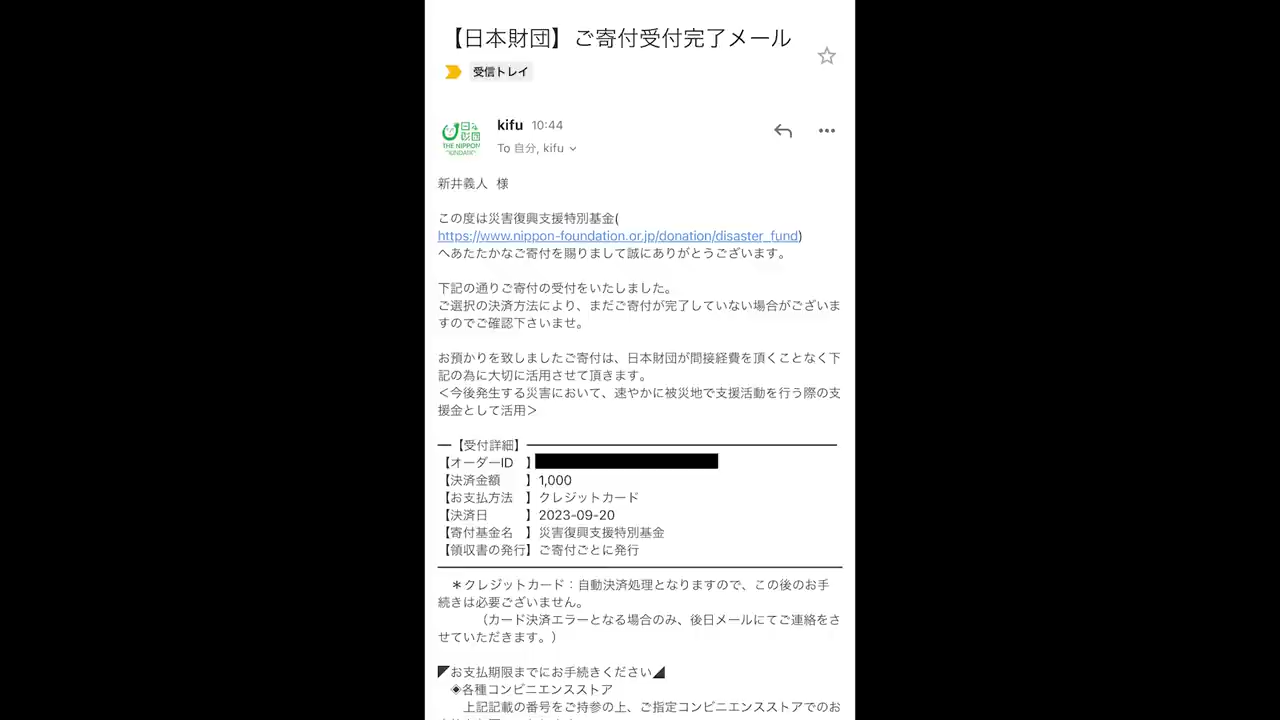 【日本財団】ご寄付受付完了メール
受信トレイ
kifu 10:44
To 自分, kifu
日本財団
THE NIPPON
FOUNDATION
新井義人 様
この度は災害復興支援特別基金(
https://www.nippon-foundation.or.jp/donation/disaster_fund)
へあたたかなご寄付を賜りまして誠にありがとうございます。
下記の通りご寄付の受付をいたしました。
ご選択の決済方法により、まだご寄付が完了していない場合がございま
すのでご確認下さいませ。
お預かりを致しましたご寄付は、日本財団が間接経費を頂くことなく下
記の為に大切に活用させて頂きます。
＜今後発生する災害において、速やかに被災地で支援活動を行う際の支
援金として活用＞
━【受付詳細】━━━━━━━━━━━━━━━━━━
【オーダーID 】
【決済金額 】1,000
【お支払方法 】クレジットカード
【決済日 】2023-09-20
【寄付基金名 】災害復興支援特別基金
【領収書の発行】ご寄付ごとに発行
＊クレジットカード：自動決済処理となりますので、この後のお手
続きは必要ございません。
（カード決済エラーとなる場合のみ、後日メールにてご連絡をさ
せていただきます。）
◤お支払期限までにお手続きください◢
◈各種コンビニエンスストア
上記記載の番号をご持参の上、ご指定コンビニエンスストアでのお